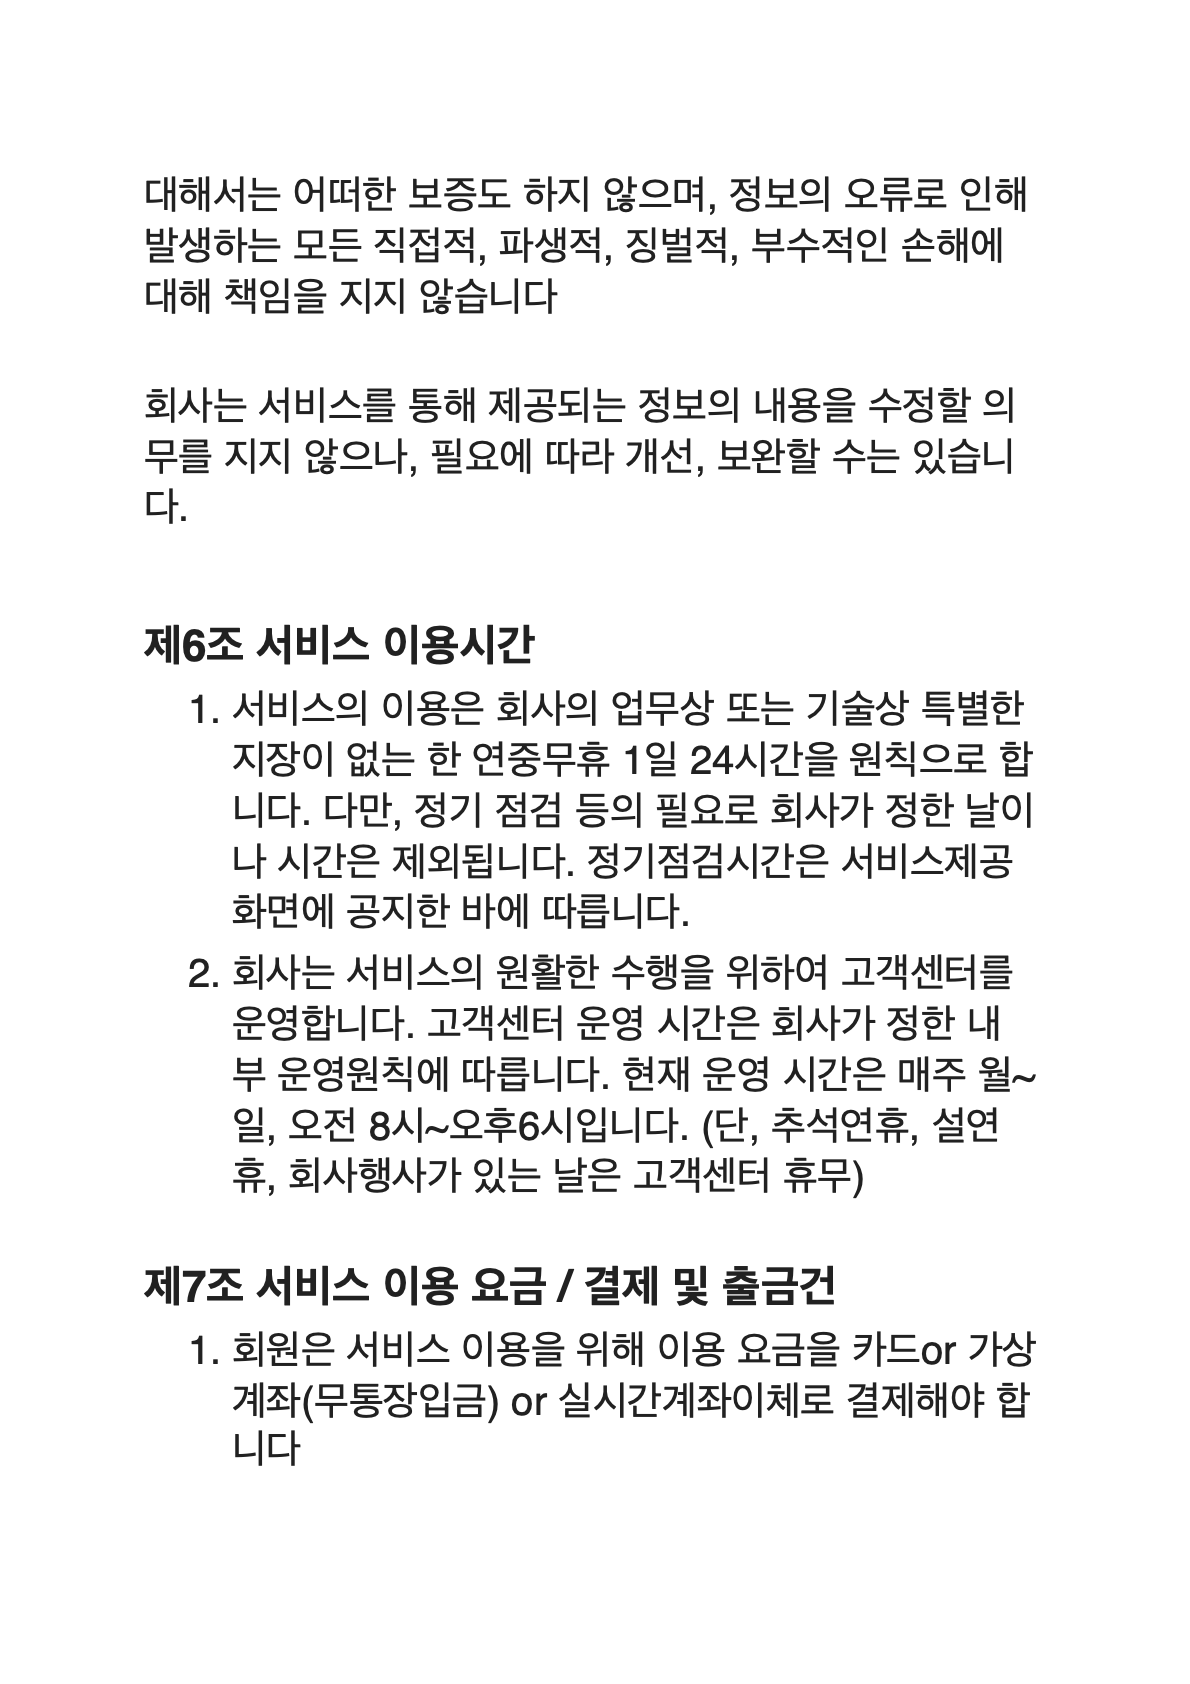 대해서는 어떠한 보증도 하지 않으며, 정보의 오류로 인해
발생하는 모든 직접적, 파생적, 징벌적, 부수적인 손해에
대해 책임을 지지 않습니다
회사는 서비스를 통해 제공되는 정보의 내용을 수정할 의
무를 지지 않으나, 필요에 따라 개선, 보완할 수는 있습니
다.
제6조 서비스 이용시간
1. 서비스의 이용은 회사의 업무상 또는 기술상 특별한
지장이 없는 한 연중무휴 1일 24시간을 원칙으로 합
니다. 다만, 정기 점검 등의 필요로 회사가 정한 날이
나 시간은 제외됩니다. 정기점검시간은 서비스제공
화면에 공지한 바에 따릅니다.
2. 회사는 서비스의 원활한 수행을 위하여 고객센터를
운영합니다. 고객센터 운영 시간은 회사가 정한 내
부 운영원칙에 따릅니다. 현재 운영 시간은 매주 월~
일, 오전 8시~오후6시입니다. (단, 추석연휴, 설연
휴, 회사행사가 있는 날은 고객센터 휴무)
제7조 서비스 이용 요금 / 결제 및 출금건
1. 회원은 서비스 이용을 위해 이용 요금을 카드or 가상
계좌(무통장입금) or 실시간계좌이체로 결제해야 합
니다